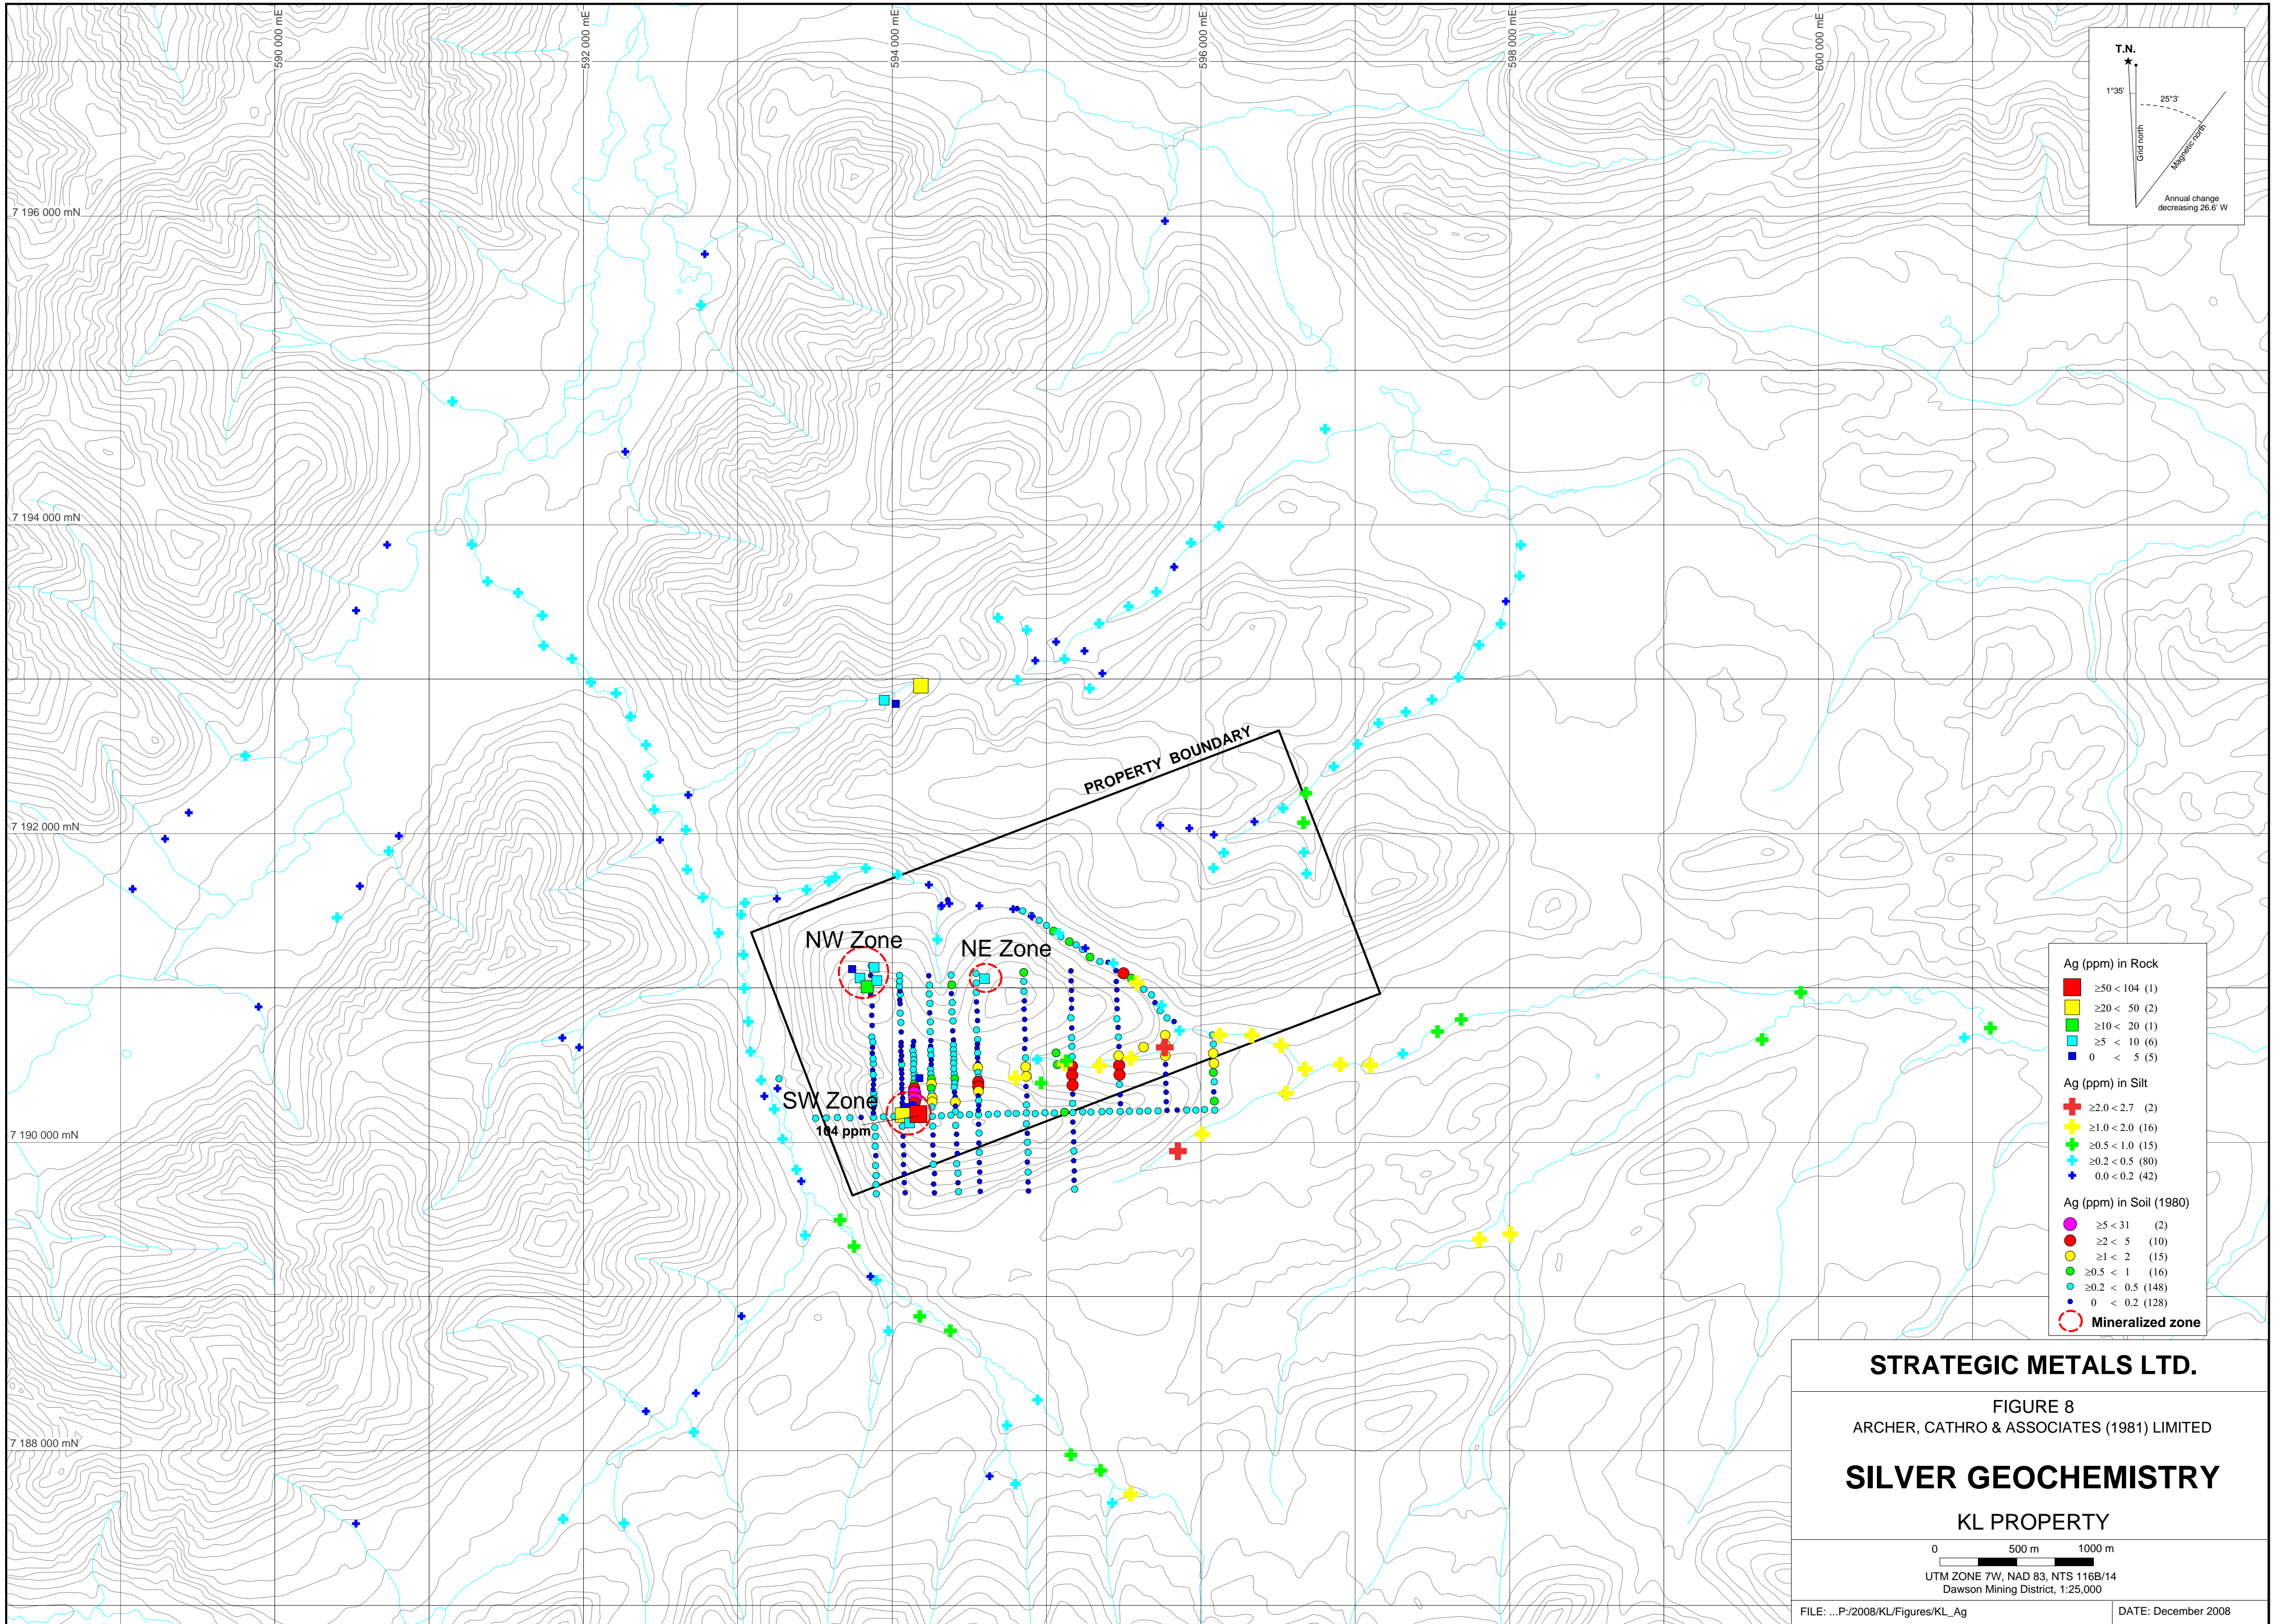 590 000 mE
592 000 mE
594 000 mE
596 000 mE
598 000 mE
600 000 mE
T.N.
1°35'
25°3'
Grid north
Magnetic north
Annual change
decreasing 26.6' W
7 196 000 mN
7 194 000 mN
7 192 000 mN
7 190 000 mN
7 188 000 mN
PROPERTY BOUNDARY
NW Zone
NE Zone
SW Zone
104 ppm
Ag (ppm) in Rock
≥50 < 104 (1)
≥20 < 50 (2)
≥10 < 20 (1)
≥5 < 10 (6)
0 < 5 (5)
Ag (ppm) in Silt
≥2.0 < 2.7 (2)
≥1.0 < 2.0 (16)
≥0.5 < 1.0 (15)
≥0.2 < 0.5 (80)
0.0 < 0.2 (42)
Ag (ppm) in Soil (1980)
≥5 < 31 (2)
≥2 < 5 (10)
≥1 < 2 (15)
≥0.5 < 1 (16)
≥0.2 < 0.5 (148)
0 < 0.2 (128)
Mineralized zone
STRATEGIC METALS LTD.
FIGURE 8
ARCHER, CATHRO & ASSOCIATES (1981) LIMITED
SILVER GEOCHEMISTRY
KL PROPERTY
0 500 m 1000 m
UTM ZONE 7W, NAD 83, NTS 116B/14
Dawson Mining District, 1:25,000
FILE: ...P:/2008/KL/Figures/KL_Ag
DATE: December 2008